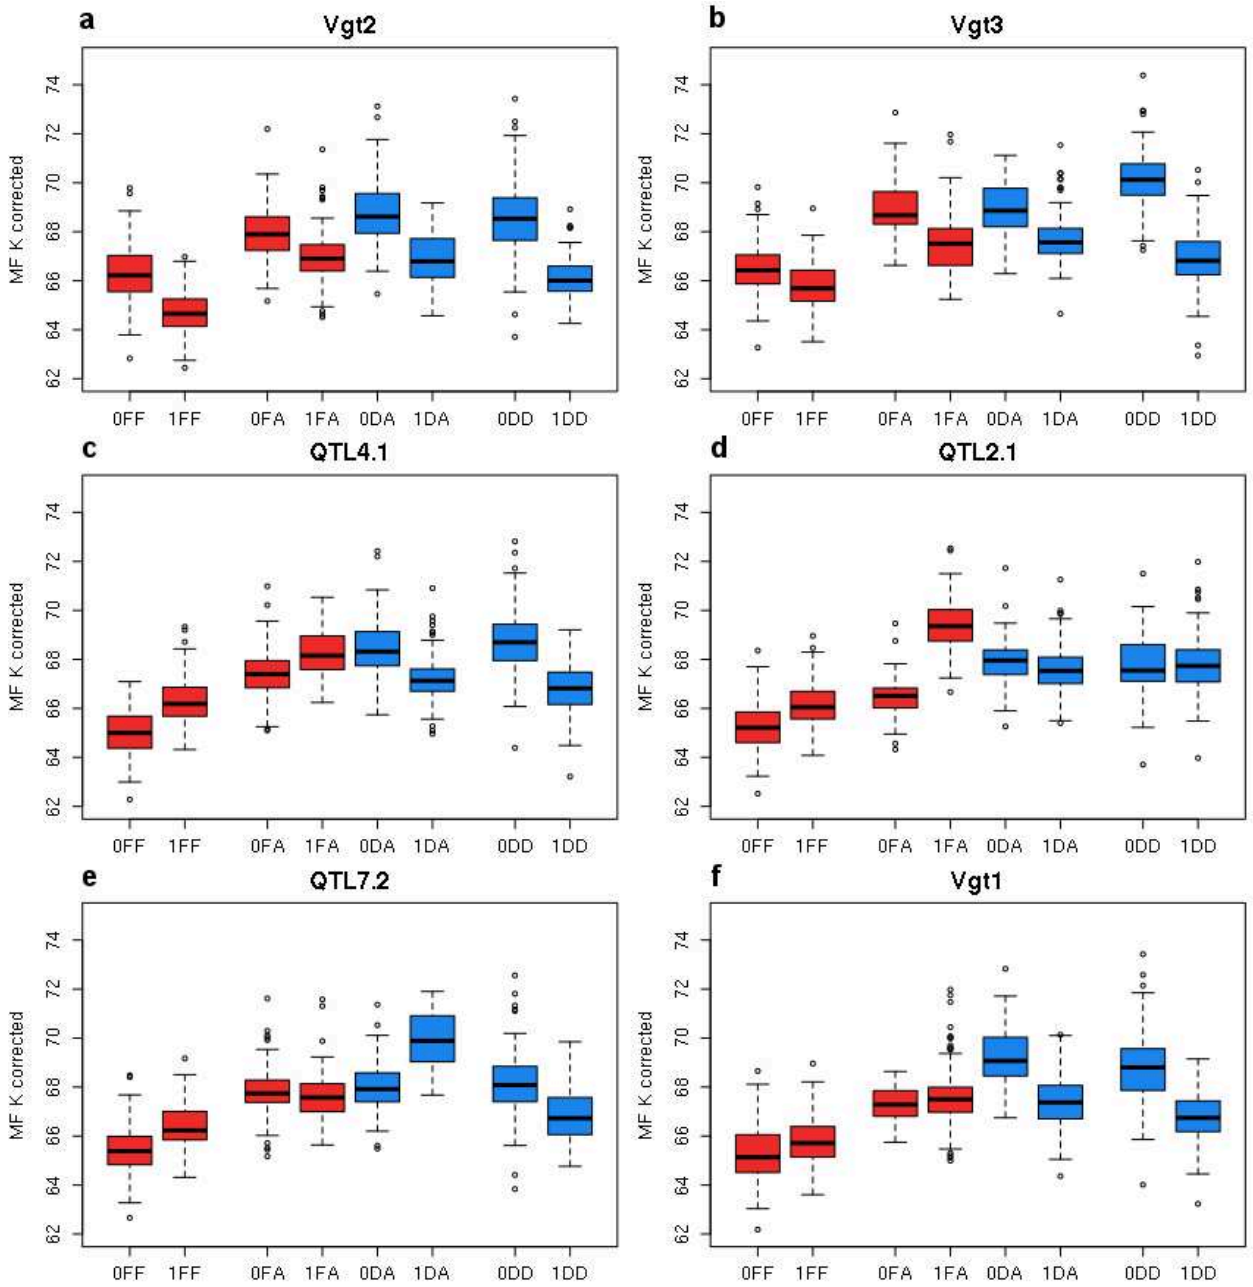 a Vgt2 b Vgt3
74 74
72 72
70 70
MF K corrected MF K corrected
68 68
66 66
64 64
62 62
0FF 1FF 0FA 1FA 0DA 1DA 0DD 1DD 0FF 1FF 0FA 1FA 0DA 1DA 0DD 1DD
c QTL4.1 d QTL2.1
74 74
72 72
70 70
MF K corrected MF K corrected
68 68
66 66
64 64
62 62
0FF 1FF 0FA 1FA 0DA 1DA 0DD 1DD 0FF 1FF 0FA 1FA 0DA 1DA 0DD 1DD
e QTL7.2 f Vgt1
74 74
72 72
70 70
MF K corrected MF K corrected
68 68
66 66
64 64
62 62
0FF 1FF 0FA 1FA 0DA 1DA 0DD 1DD 0FF 1FF 0FA 1FA 0DA 1DA 0DD 1DD